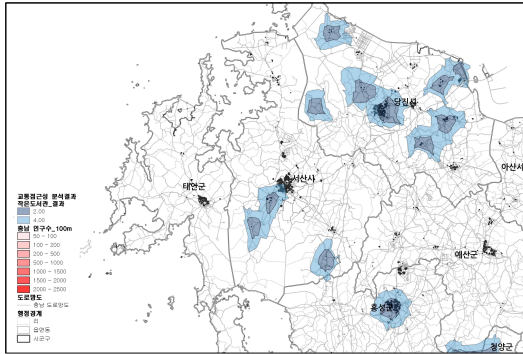 당진시
아산시
서산시
태안군
예산군
홍성군
청양군
교통접근성 분석결과
작은도서관_결과
2.00
4.00
충남 인구수_100m
50 - 100
100 - 200
200 - 500
500 - 1000
1000 - 1500
1500 - 2000
2000 - 2500
도로망도
충남 도로망도
행정경계
리
읍면동
시군구